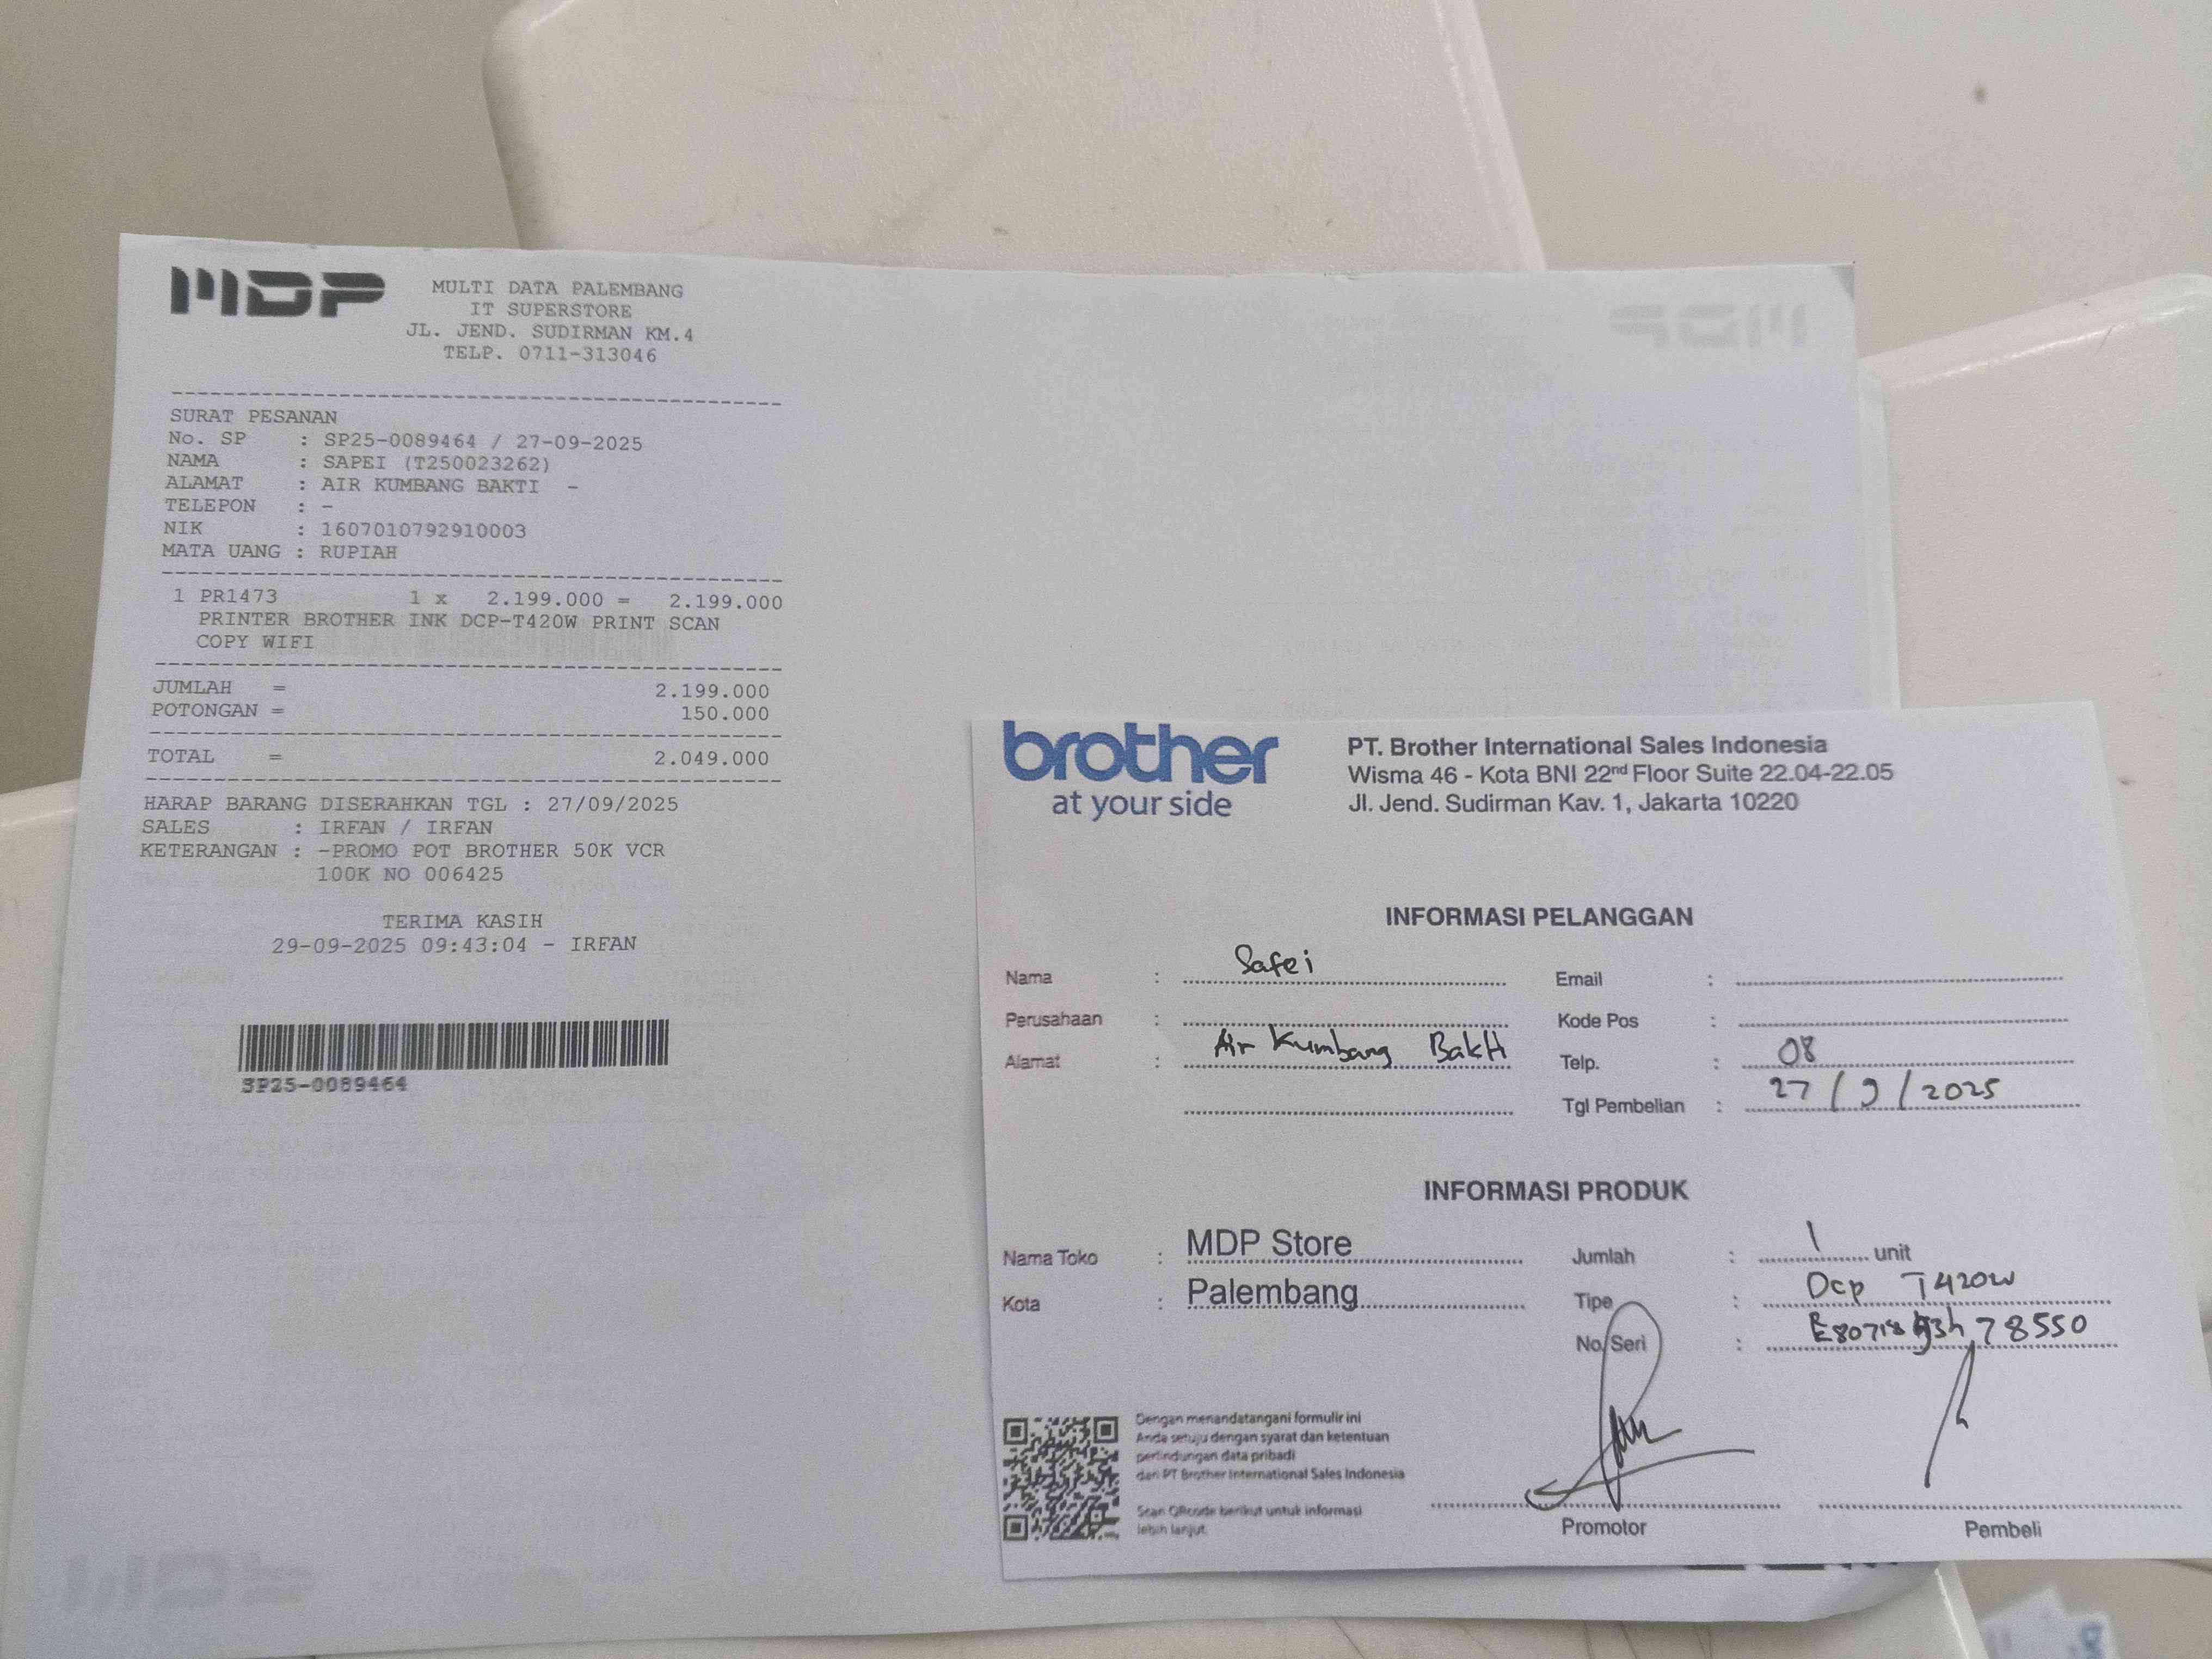 MDP
MULTI DATA PALEMBANG
IT SUPERSTORE
JL. JEND. SUDIRMAN KM.4
TELP. 0711-313046
SURAT PESANAN
No. SP : SP25-0089464 / 27-09-2025
NAMA : SAPEI (T250023262)
ALAMAT : AIR KUMBANG BAKTI -
TELEPON : -
NIK : 1607010792910003
MATA UANG : RUPIAH
1 PR1473 1 x 2.199.000 = 2.199.000
PRINTER BROTHER INK DCP-T420W PRINT SCAN
COPY WIFI
JUMLAH = 2.199.000
POTONGAN = 150.000
TOTAL = 2.049.000
HARAP BARANG DISERAHKAN TGL : 27/09/2025
SALES : IRFAN / IRFAN
KETERANGAN : -PROMO POT BROTHER 50K VCR
100K NO 006425
TERIMA KASIH
29-09-2025 09:43:04 - IRFAN
SP25-0089464
brother
at your side
PT. Brother International Sales Indonesia
Wisma 46 - Kota BNI 22nd Floor Suite 22.04-22.05
Jl. Jend. Sudirman Kav. 1, Jakarta 10220
INFORMASI PELANGGAN
Nama : Safei
Email :
Perusahaan :
Kode Pos :
Alamat : Air Kumbang Bakti
Telp. : 08
Tgl Pembelian : 27/9/2025
INFORMASI PRODUK
Nama Toko : MDP Store
Jumlah : 1 unit
Kota : Palembang
Tipe : Dcp T420W
No. Seri :
Dengan menandatangani formulir ini
Anda setuju dengan syarat dan ketentuan
perlindungan data pribadi
dari PT Brother International Sales Indonesia
Scan QRcode berikut untuk informasi
lebih lanjut.
Promotor
Pembeli